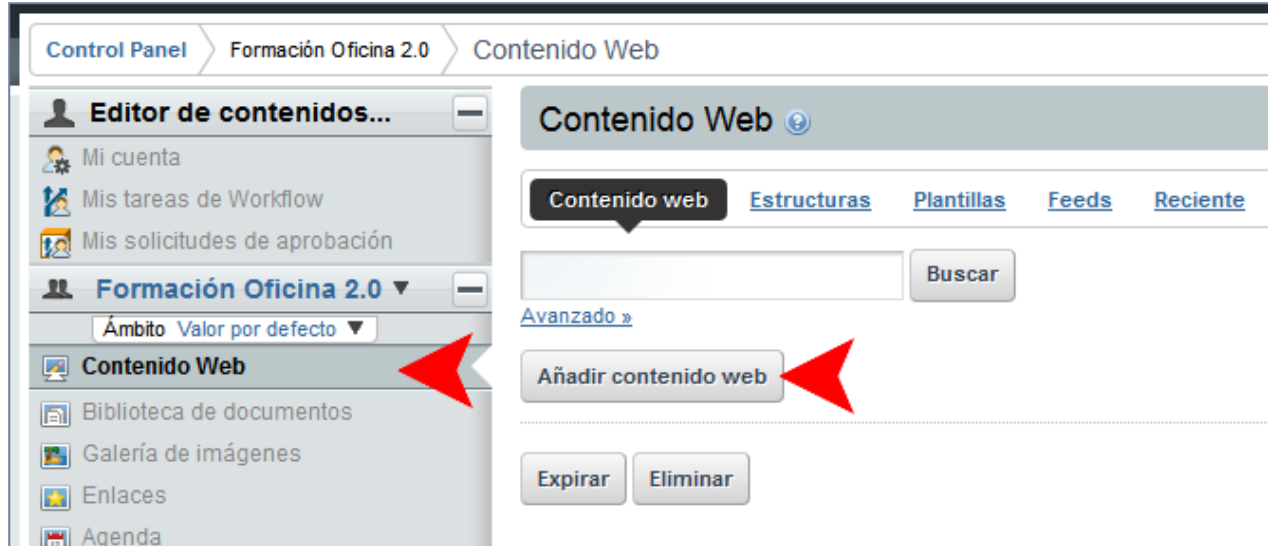 Control Panel Formación Oficina 2.0 Contenido Web
Editor de contenidos...
Mi cuenta
Mis tareas de Workflow
Mis solicitudes de aprobación
Formación Oficina 2.0
Ámbito Valor por defecto
Contenido Web
Biblioteca de documentos
Galería de imágenes
Enlaces
Agenda
Contenido Web
Contenido web Estructuras Plantillas Feeds Reciente
Buscar
Avanzado »
Añadir contenido web
Expirar Eliminar